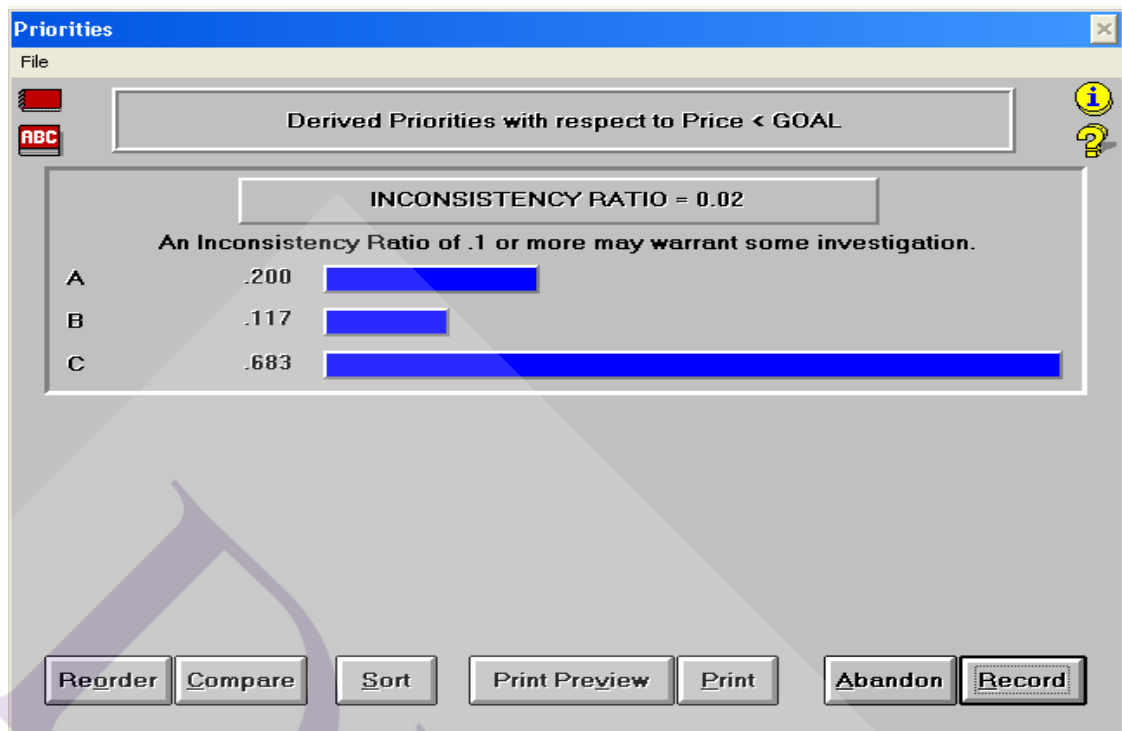 Priorities
File
ABC
Derived Priorities with respect to Price < GOAL
INCONSISTENCY RATIO = 0.02
An Inconsistency Ratio of .1 or more may warrant some investigation.
A .200
B .117
C .683
Reorder Compare Sort Print Preview Print Abandon Record